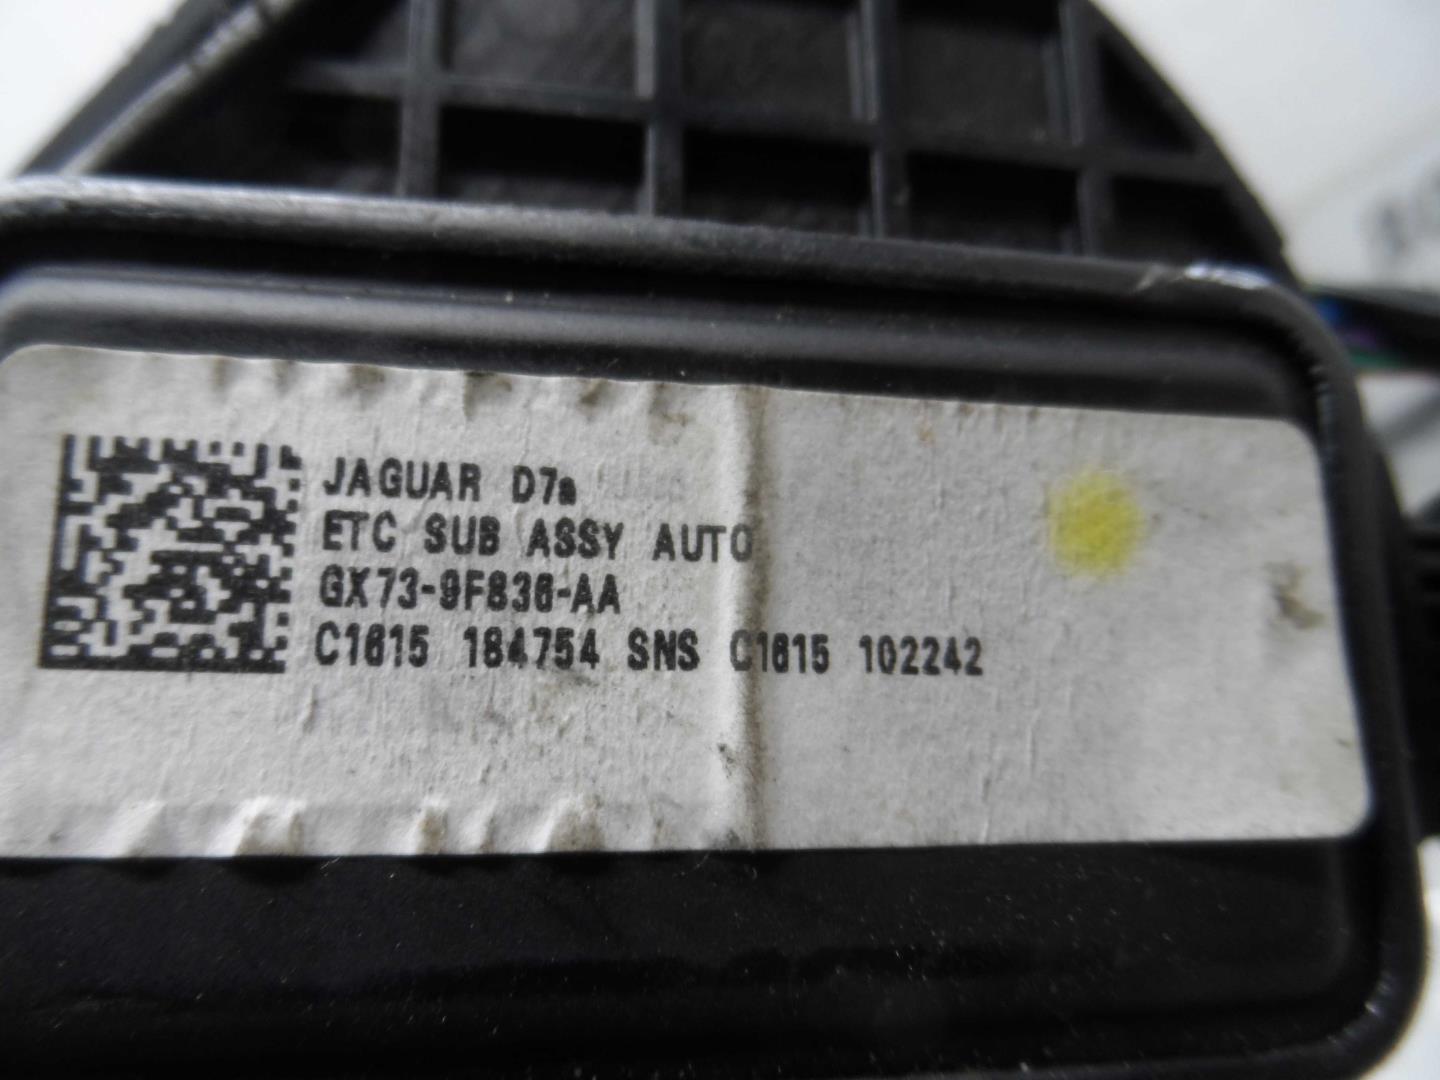 JAGUAR D7a
ETC SUB ASSY AUTO
GX73-9F836-AA
C1615 184754 SNS C1615 102242